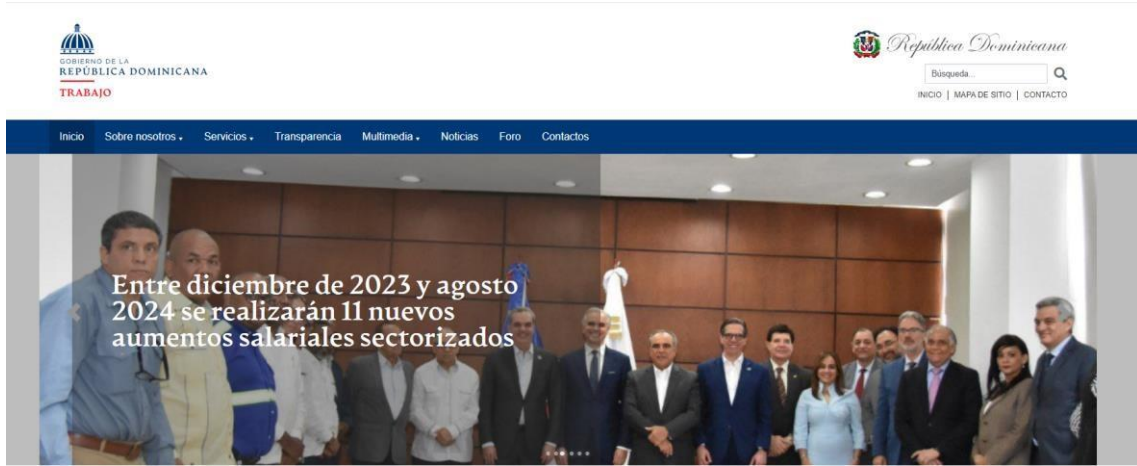 GOBIERNO DE LA
REPÚBLICA DOMINICANA
TRABAJO
República Dominicana
Búsqueda...
INICIO | MAPA DE SITIO | CONTACTO
Inicio Sobre nosotros Servicios Transparencia Multimedia Noticias Foro Contactos
Entre diciembre de 2023 y agosto
2024 se realizarán 11 nuevos
aumentos salariales sectorizados